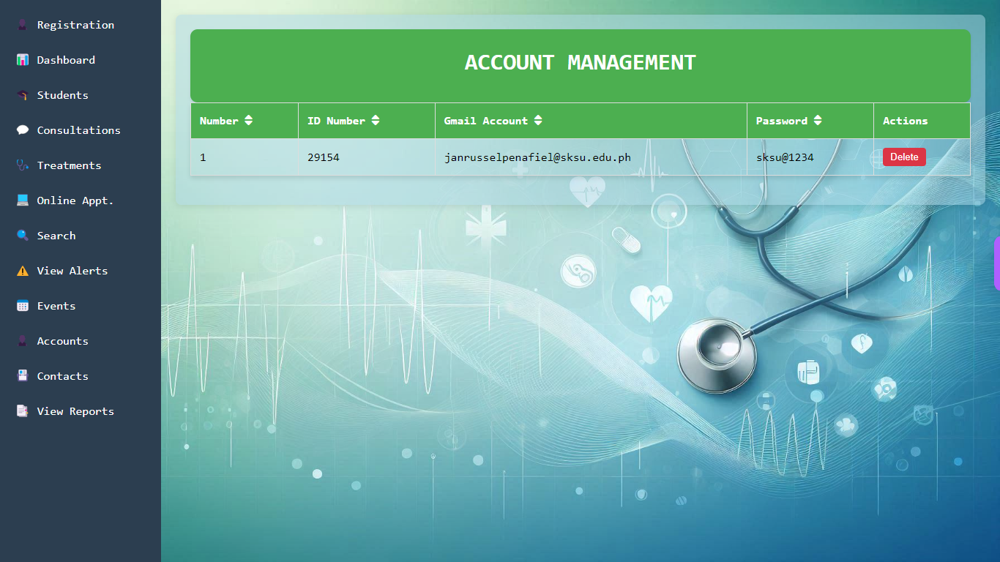 Registration
Dashboard
Students
Consultations
Treatments
Online Appt.
Search
View Alerts
Events
Accounts
Contacts
View Reports
ACCOUNT MANAGEMENT
Number ID Number Gmail Account Password Actions
1 29154 janrusselpenafiel@sksu.edu.ph sksu@1234 Delete